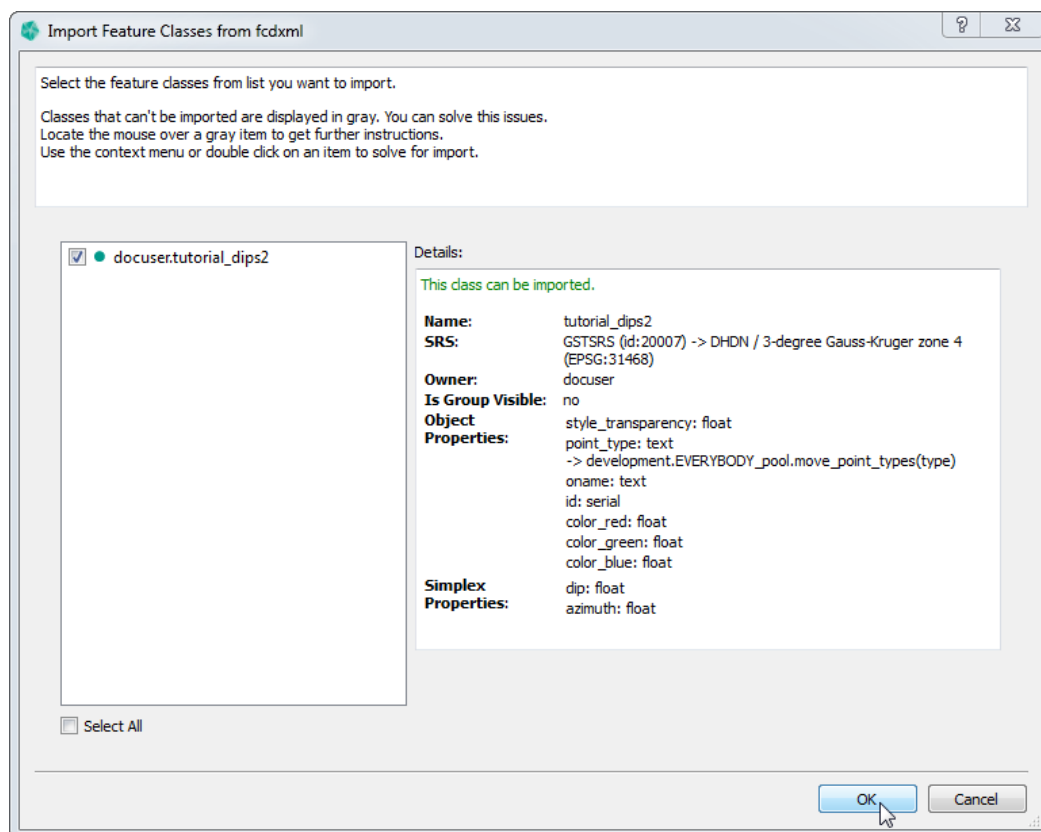 Import Feature Classes from fcdxml
Select the feature classes from list you want to import.
Classes that can't be imported are displayed in gray. You can solve this issues.
Locate the mouse over a gray item to get further instructions.
Use the context menu or double click on an item to solve for import.
docuser.tutorial_dips2
Select All
Details:
This class can be imported.
Name: tutorial_dips2
SRS: GSTSRS (id:20007) -> DHDN / 3-degree Gauss-Kruger zone 4
(EPSG:31468)
Owner: docuser
Is Group Visible: no
Object Properties: style_transparency: float
point_type: text
-> development.EVERYBODY_pool.move_point_types(type)
oname: text
id: serial
color_red: float
color_green: float
color_blue: float
Simplex Properties: dip: float
azimuth: float
OK
Cancel